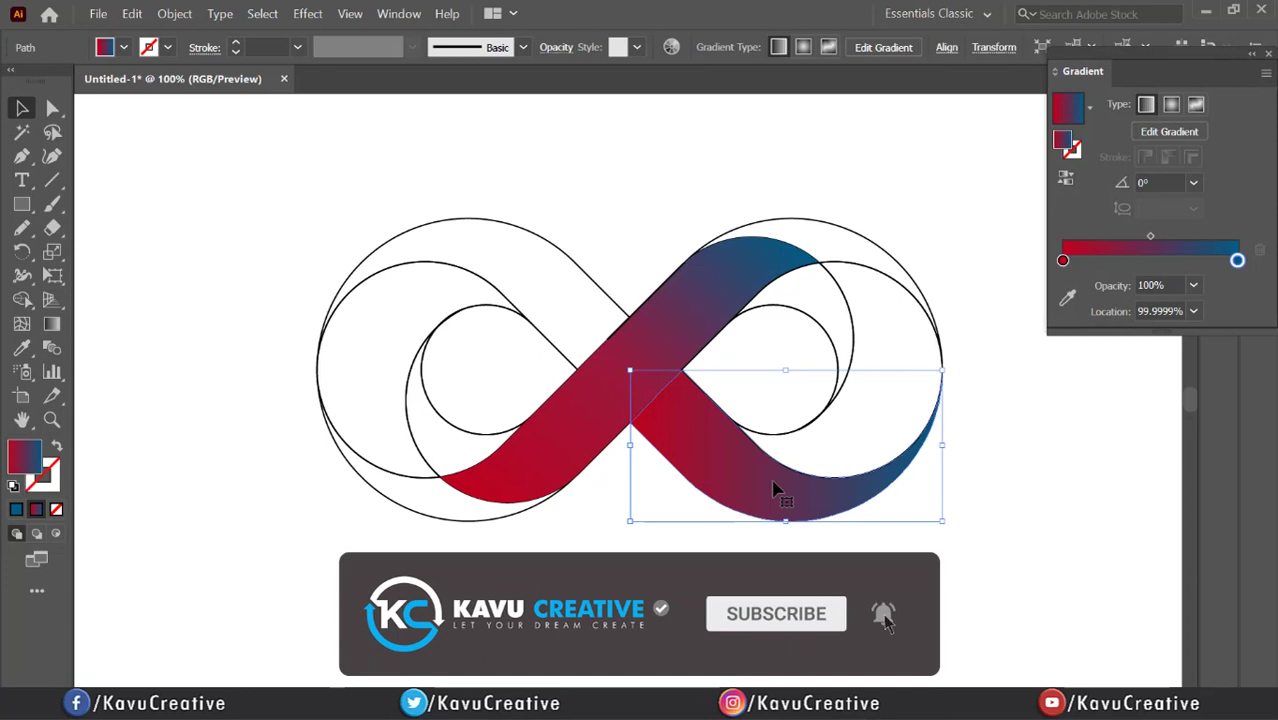 Ai File Edit Object Type Select Effect View Window Help Essentials Classic Search Adobe Stock
Path Stroke: Basic Opacity Style: Gradient Type: Edit Gradient Align Transform
Untitled-1* @ 100% (RGB/Preview)
Gradient
Type:
Edit Gradient
Stroke:
0°
Opacity: 100%
Location: 99.9999%
T
KC KAVU CREATIVE
LET YOUR DREAM CREATE
SUBSCRIBE
/KavuCreative /KavuCreative /KavuCreative /KavuCreative